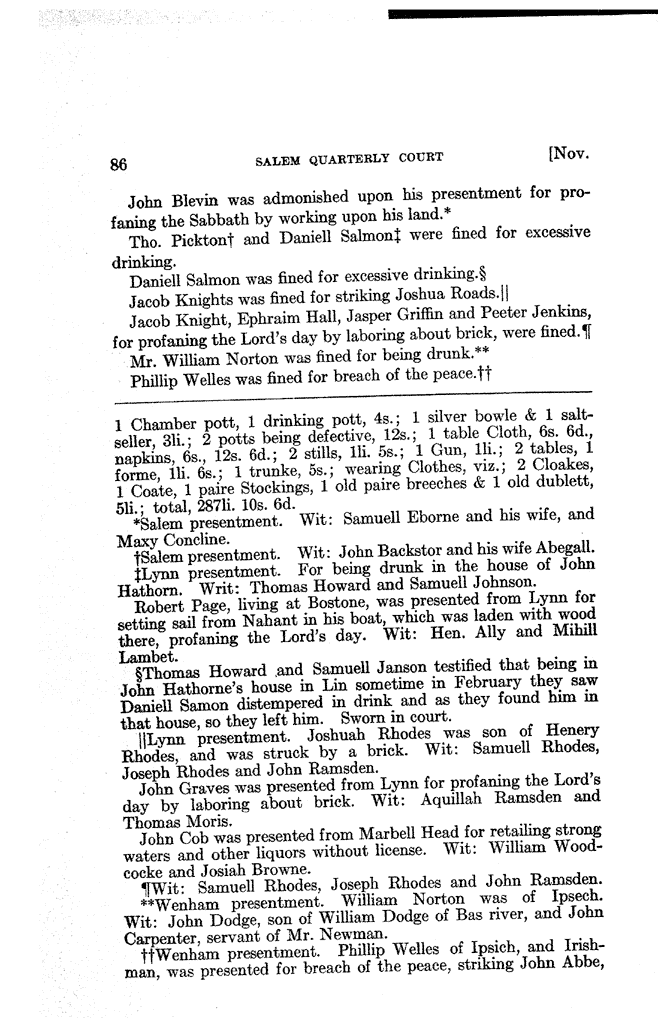 86 SALEM QUARTERLY COURT [Nov.
John Blevin was admonished upon his presentment for pro-
faning the Sabbath by working upon his land.*
Tho. Pickton† and Daniell Salmon‡ were fined for excessive
drinking.
Daniell Salmon was fined for excessive drinking.§
Jacob Knights was fined for striking Joshua Roads.||
Jacob Knight, Ephraim Hall, Jasper Griffin and Peeter Jenkins,
for profaning the Lord's day by laboring about brick, were fined.¶
Mr. William Norton was fined for being drunk.**
Phillip Welles was fined for breach of the peace.††
1 Chamber pott, 1 drinking pott, 4s.; 1 silver bowle & 1 salt-
seller, 3li.; 2 potts being defective, 12s.; 1 table Cloth, 6s. 6d.,
napkins, 6s., 12s. 6d.; 2 stills, 1li. 5s.; 1 Gun, 1li.; 2 tables, 1
forme, 1li. 6s.; 1 trunke, 5s.; wearing Clothes, viz.; 2 Cloakes,
1 Coate, 1 paire Stockings, 1 old paire breeches & 1 old dublett,
5li.; total, 287li. 10s. 6d.
*Salem presentment. Wit: Samuell Eborne and his wife, and
Maxy Concline.
†Salem presentment. Wit: John Backstor and his wife Abegall.
‡Lynn presentment. For being drunk in the house of John
Hathorn. Writ: Thomas Howard and Samuell Johnson.
Robert Page, living at Bostone, was presented from Lynn for
setting sail from Nahant in his boat, which was laden with wood
there, profaning the Lord's day. Wit: Hen. Ally and Mihill
Lambet.
§Thomas Howard and Samuell Janson testified that being in
John Hathorne's house in Lin sometime in February they saw
Daniell Samon distempered in drink and as they found him in
that house, so they left him. Sworn in court.
||Lynn presentment. Joshuah Rhodes was son of Henery
Rhodes, and was struck by a brick. Wit: Samuell Rhodes,
Joseph Rhodes and John Ramsden.
John Graves was presented from Lynn for profaning the Lord's
day by laboring about brick. Wit: Aquillah Ramsden and
Thomas Moris.
John Cob was presented from Marbell Head for retailing strong
waters and other liquors without license. Wit: William Wood-
cocke and Josiah Browne.
¶Wit: Samuell Rhodes, Joseph Rhodes and John Ramsden.
**Wenham presentment. William Norton was of Ipsech.
Wit: John Dodge, son of William Dodge of Bas river, and John
Carpenter, servant of Mr. Newman.
††Wenham presentment. Phillip Welles of Ipsich, and Irish-
man, was presented for breach of the peace, striking John Abbe,